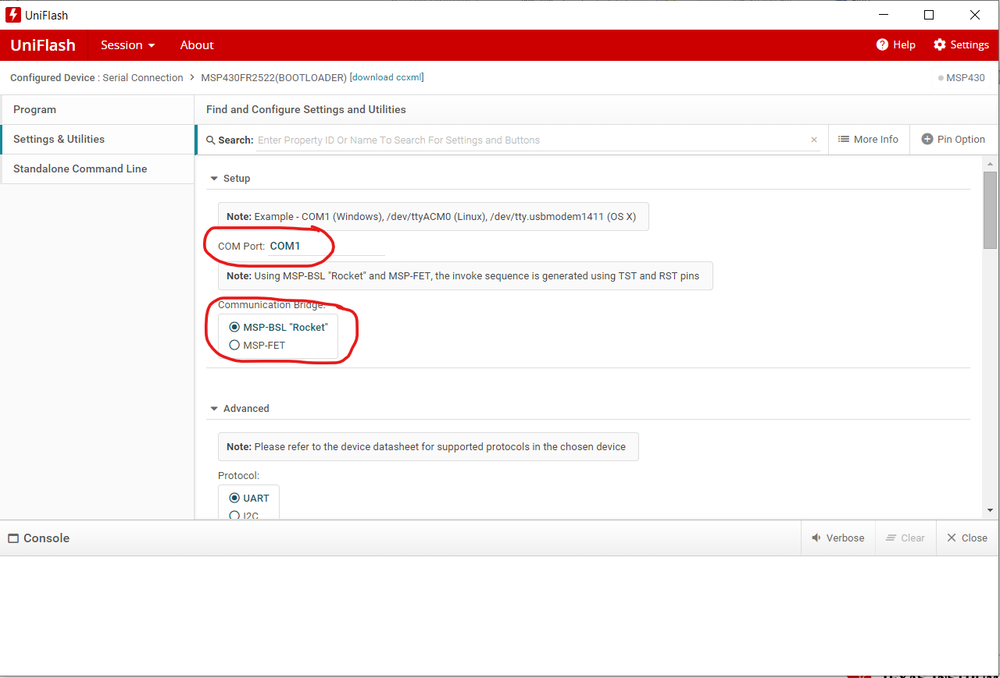 UniFlash
UniFlash Session About Help Settings
Configured Device : Serial Connection > MSP430FR2522(BOOTLOADER) [download ccxml] MSP430
Program
Settings & Utilities
Standalone Command Line
Find and Configure Settings and Utilities
Search: Enter Property ID Or Name To Search For Settings and Buttons × More Info Pin Option
Setup
Note: Example - COM1 (Windows), /dev/ttyACM0 (Linux), /dev/tty.usbmodem1411 (OS X)
COM Port: COM1
Note: Using MSP-BSL "Rocket" and MSP-FET, the invoke sequence is generated using TST and RST pins
Communication Bridge:
MSP-BSL "Rocket"
MSP-FET
Advanced
Note: Please refer to the device datasheet for supported protocols in the chosen device
Protocol:
UART
I2C
Console Verbose Clear Close